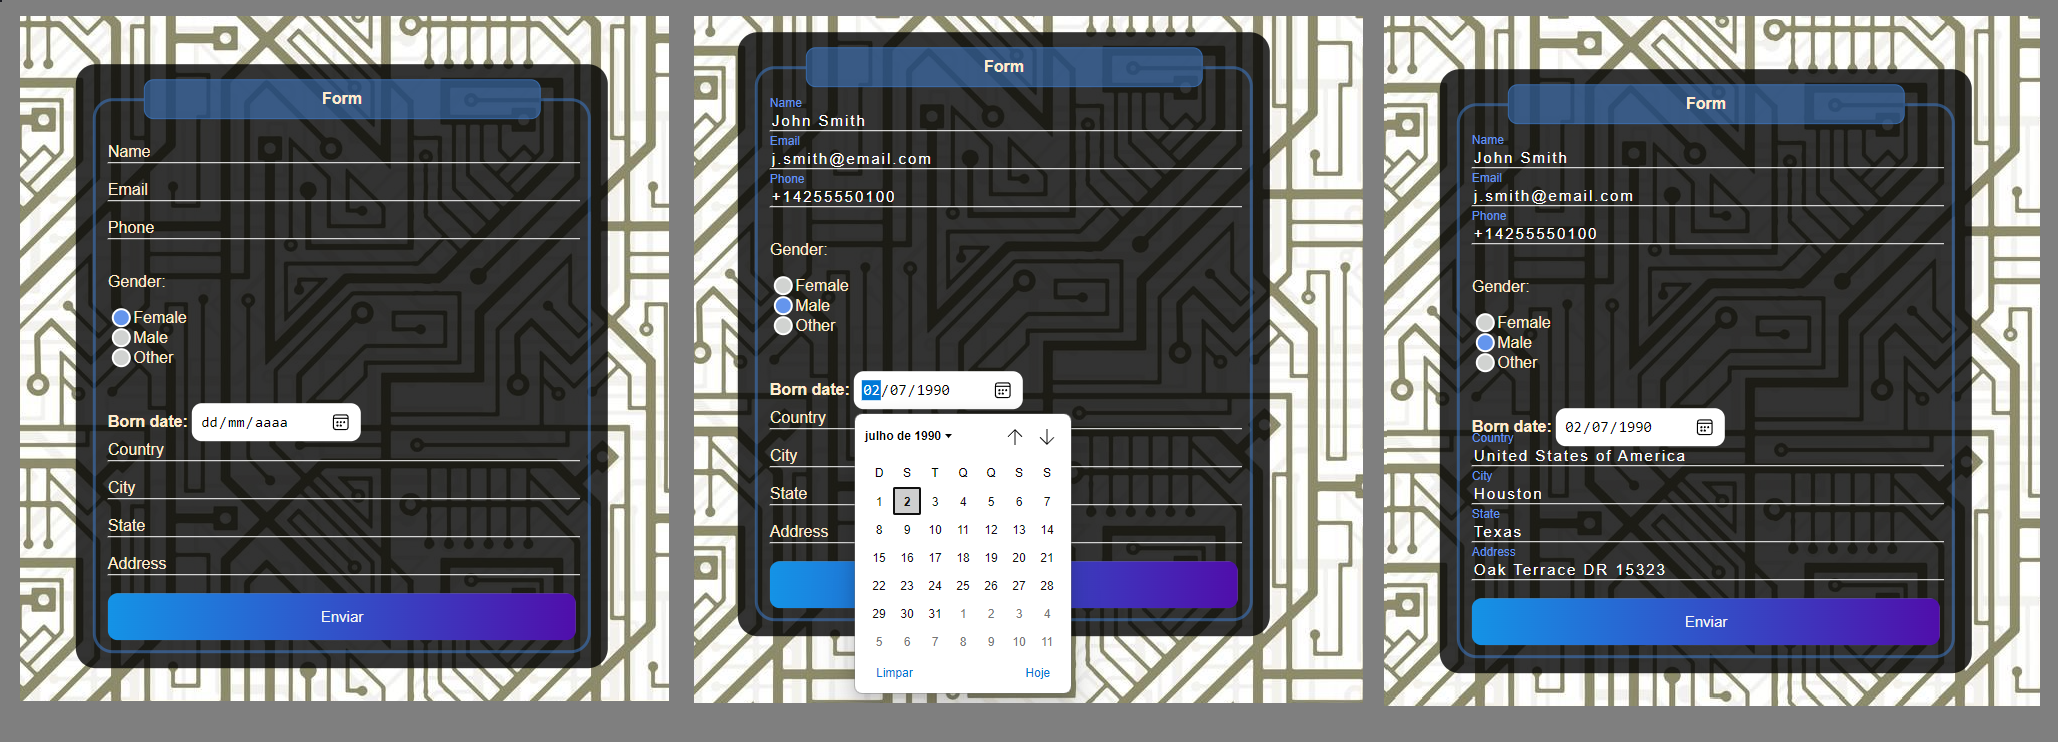 Form
Name
Email
Phone
Gender:
Female
Male
Other
Born date: dd/mm/aaaa
Country
City
State
Address
Enviar
Form
Name
John Smith
Email
j.smith@email.com
Phone
+14255550100
Gender:
Female
Male
Other
Born date: 02/07/1990
Country
City
State
Address
julho de 1990
D S T Q Q S S
1 2 3 4 5 6 7
8 9 10 11 12 13 14
15 16 17 18 19 20 21
22 23 24 25 26 27 28
29 30 31 1 2 3 4
5 6 7 8 9 10 11
Limpar Hoje
Form
Name
John Smith
Email
j.smith@email.com
Phone
+14255550100
Gender:
Female
Male
Other
Born date: 02/07/1990
Country
United States of America
City
Houston
State
Texas
Address
Oak Terrace DR 15323
Enviar